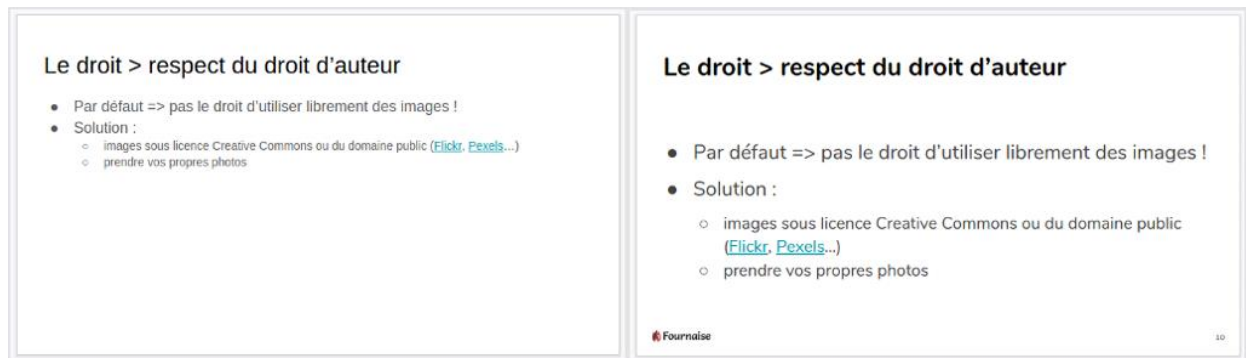 Le droit > respect du droit d’auteur
● Par défaut => pas le droit d’utiliser librement des images !
● Solution :
○ images sous licence Creative Commons ou du domaine public (Flickr, Pexels…)
○ prendre vos propres photos
Le droit > respect du droit d’auteur
● Par défaut => pas le droit d’utiliser librement des images !
● Solution :
○ images sous licence Creative Commons ou du domaine public
(Flickr, Pexels…)
○ prendre vos propres photos
Fournaise
10